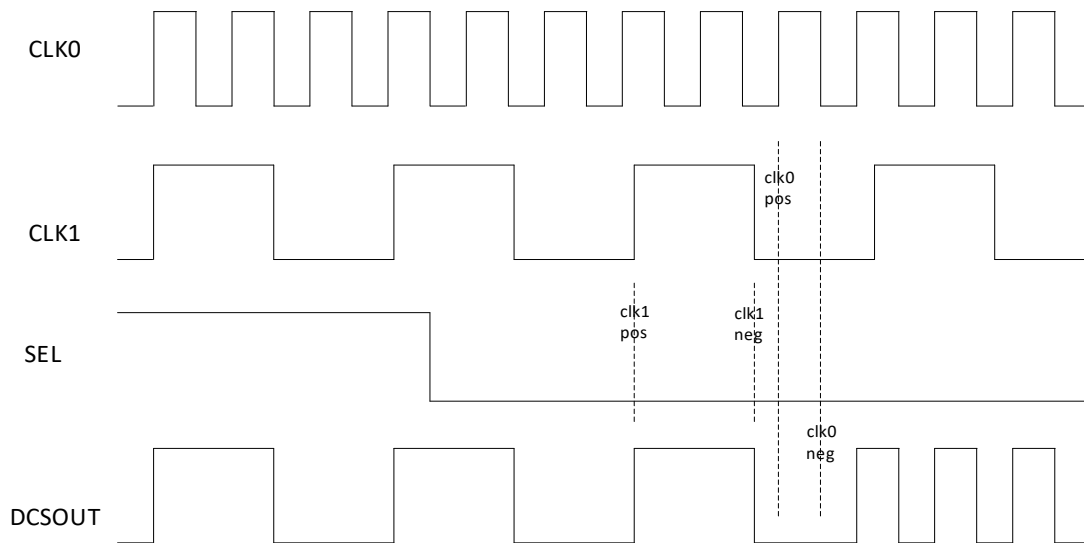 CLK0
CLK1
clk0
pos
SEL
clk1
pos
clk1
neg
clk0
neg
DCSOUT